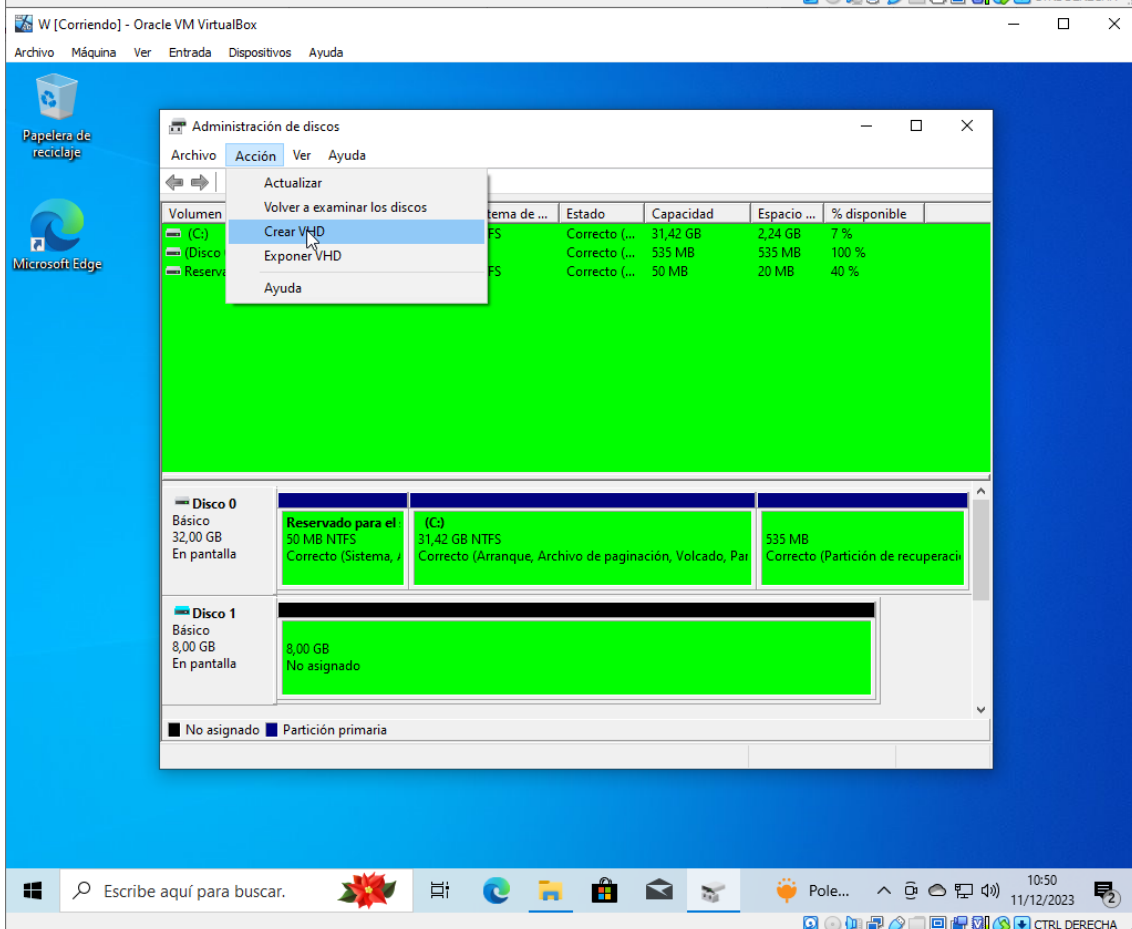 W [Corriendo] - Oracle VM VirtualBox
Archivo Máquina Ver Entrada Dispositivos Ayuda
Papelera de
reciclaje
Microsoft Edge
Administración de discos
Archivo Acción Ver Ayuda
Actualizar
Volver a examinar los discos
Crear VHD
Exponer VHD
Ayuda
Volumen tema de ... Estado Capacidad Espacio ... % disponible
(C:) FS Correcto (... 31,42 GB 2,24 GB 7 %
(Disco Correcto (... 535 MB 535 MB 100 %
Reserva FS Correcto (... 50 MB 20 MB 40 %
Disco 0
Básico
32,00 GB
En pantalla
Reservado para el
50 MB NTFS
Correcto (Sistema,
(C:)
31,42 GB NTFS
Correcto (Arranque, Archivo de paginación, Volcado, Par
535 MB
Correcto (Partición de recuperaci
Disco 1
Básico
8,00 GB
En pantalla
8,00 GB
No asignado
No asignado Partición primaria
Escribe aquí para buscar.
Pole...
10:50
11/12/2023
2
CTRL DERECHA